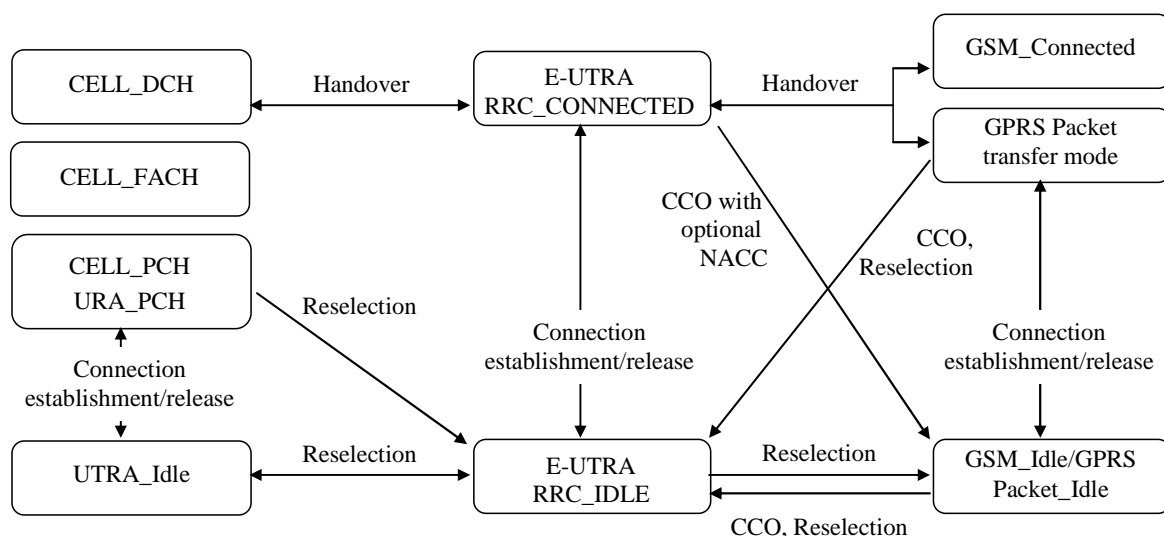 GSM_Connected
CELL_DCH
Handover
E-UTRA
RRC_CONNECTED
Handover
GPRS Packet
transfer mode
CELL_FACH
CCO with
optional
NACC
CCO,
Reselection
CELL_PCH
URA_PCH
Reselection
Connection
establishment/release
Connection
establishment/release
Connection
establishment/release
UTRA_Idle
Reselection
E-UTRA
RRC_IDLE
Reselection
GSM_Idle/GPRS
Packet_Idle
CCO, Reselection